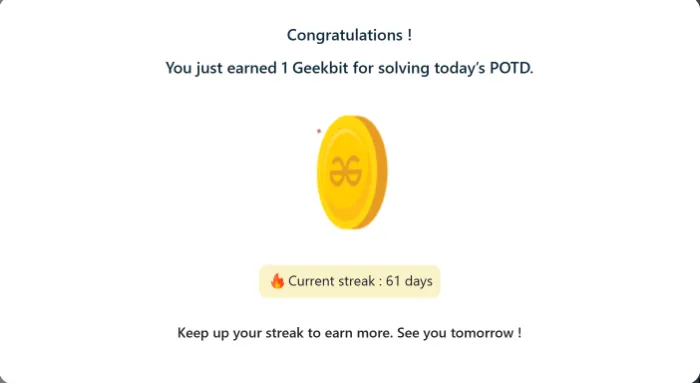 Congratulations !
You just earned 1 Geekbit for solving today's POTD.
Current streak : 61 days
Keep up your streak to earn more. See you tomorrow !